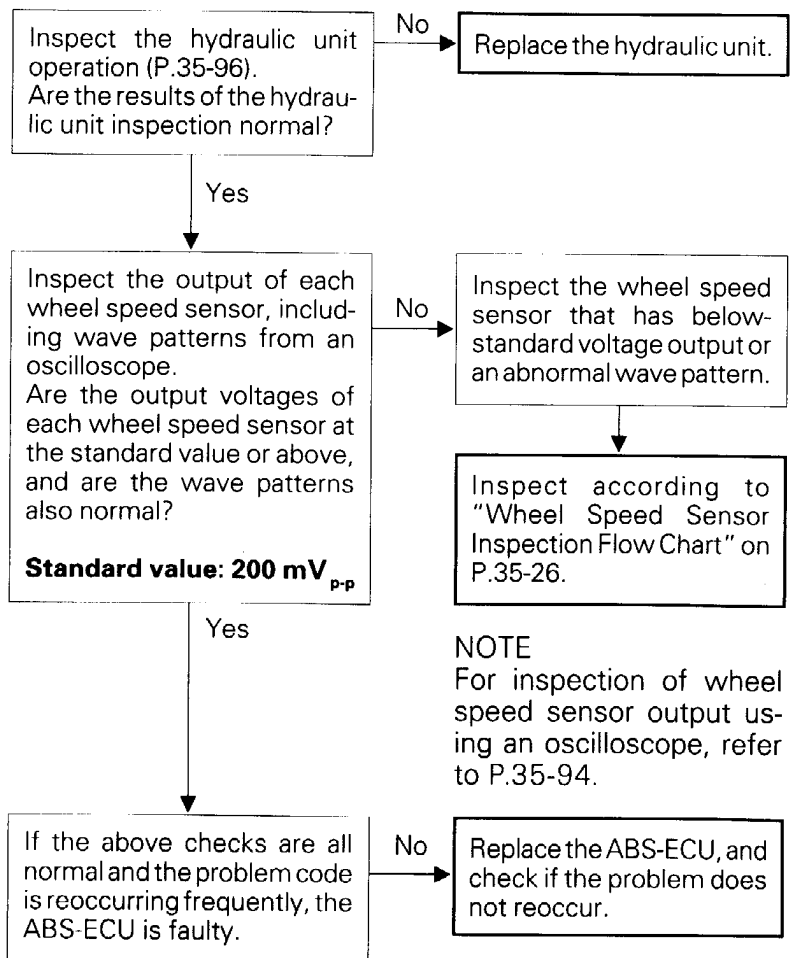 Inspect the hydraulic unit
operation (P.35-96).
Are the results of the hydrau-
lic unit inspection normal?
No
Replace the hydraulic unit.
Yes
Inspect the output of each
wheel speed sensor, includ-
ing wave patterns from an
oscilloscope.
Are the output voltages of
each wheel speed sensor at
the standard value or above,
and are the wave patterns
also normal?
Standard value: 200 mV p-p
No
Inspect the wheel speed
sensor that has below-
standard voltage output or
an abnormal wave pattern.
Inspect according to
"Wheel Speed Sensor
Inspection Flow Chart" on
P.35-26.
Yes
NOTE
For inspection of wheel
speed sensor output us-
ing an oscilloscope, refer
to P.35-94.
If the above checks are all
normal and the problem code
is reoccurring frequently, the
ABS-ECU is faulty.
No
Replace the ABS-ECU, and
check if the problem does
not reoccur.